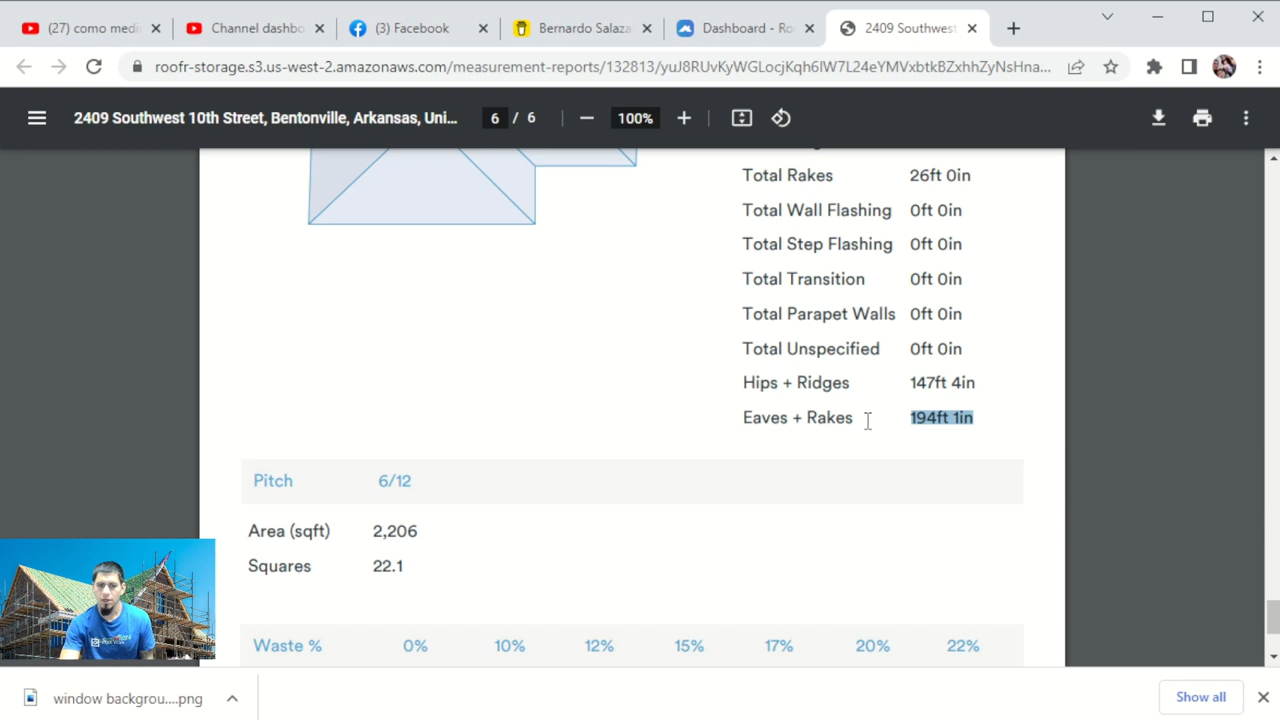 (27) como medi
Channel dashbo
(3) Facebook
Bernardo Salaza
Dashboard - Ro
2409 Southwest
roofr-storage.s3.us-west-2.amazonaws.com/measurement-reports/132813/yuJ8RUvKyWGLocjKqh6lW7L24eYMVxbtkBZxhhZyNsHna...
2409 Southwest 10th Street, Bentonville, Arkansas, Uni...
6 / 6
100%
Total Rakes 26ft 0in
Total Wall Flashing 0ft 0in
Total Step Flashing 0ft 0in
Total Transition 0ft 0in
Total Parapet Walls 0ft 0in
Total Unspecified 0ft 0in
Hips + Ridges 147ft 4in
Eaves + Rakes 194ft 1in
Pitch 6/12
Area (sqft) 2,206
Squares 22.1
Waste % 0% 10% 12% 15% 17% 20% 22%
window backgrou....png
Show all